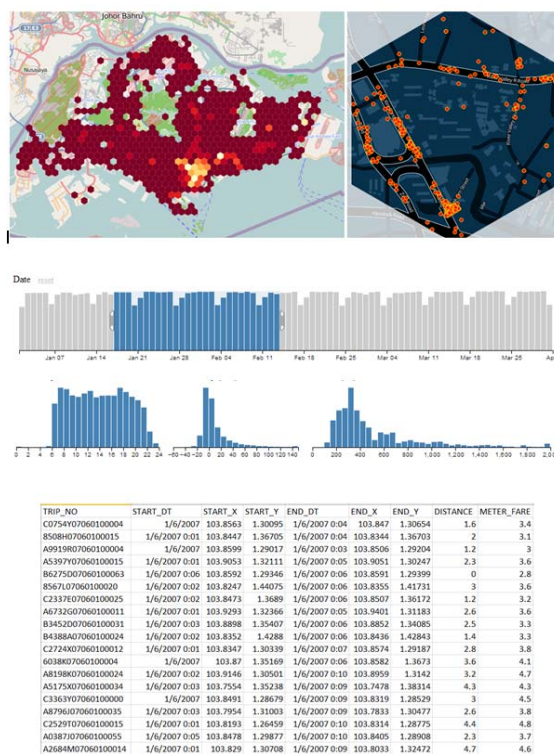 Johor Bahru
Nusajaya
Date
Jan 07 Jan 14 Jan 21 Jan 28 Feb 04 Feb 11 Feb 18 Feb 25 Mar 04 Mar 11 Mar 18 Mar 25
0 2 4 6 8 10 12 14 16 18 20 22 24
-60 -40 -20 0 20 40 60 80 100 120 140
0 200 400 600 800 1,000 1,200 1,400 1,600 1,800
TRIP_NO START_DT START_X START_Y END_DT END_X END_Y DISTANCE METER_FARE
C0754Y07060100004 1/6/2007 103.8563 1.30095 1/6/2007 0:04 103.847 1.30654 1.6 3.4
8508H07060100015 1/6/2007 0:01 103.8447 1.36705 1/6/2007 0:04 103.8344 1.36703 2 3.1
A9919R07060100004 1/6/2007 103.8599 1.29017 1/6/2007 0:03 103.8506 1.29204 1.2 3
A5397Y07060100015 1/6/2007 0:01 103.9053 1.32111 1/6/2007 0:05 103.9051 1.30247 2.3 3.6
B6275D07060100063 1/6/2007 0:06 103.8592 1.29346 1/6/2007 0:06 103.8591 1.29399 0 2.8
8567L07060100020 1/6/2007 0:02 103.8247 1.44075 1/6/2007 0:06 103.8355 1.41731 3 3.6
C2337E07060100025 1/6/2007 0:02 103.8473 1.3689 1/6/2007 0:06 103.8507 1.36172 1.2 3.2
A6732G07060100011 1/6/2007 0:01 103.9293 1.32366 1/6/2007 0:05 103.9401 1.31183 2.6 3.6
B3452D07060100031 1/6/2007 0:03 103.8898 1.35407 1/6/2007 0:06 103.8852 1.34085 2.5 3.3
B4388A07060100024 1/6/2007 0:02 103.8352 1.4288 1/6/2007 0:06 103.8436 1.42843 1.4 3.3
C2724X07060100012 1/6/2007 0:01 103.8347 1.30339 1/6/2007 0:07 103.8574 1.29187 2.8 3.8
6038K07060100004 1/6/2007 103.87 1.35169 1/6/2007 0:06 103.8582 1.3673 3.6 4.1
A8198K07060100024 1/6/2007 0:02 103.9146 1.30501 1/6/2007 0:10 103.8959 1.3142 3.2 4.7
A5175X07060100034 1/6/2007 0:03 103.7554 1.35238 1/6/2007 0:09 103.7478 1.38314 4.3 4.3
C3363Y07060100000 1/6/2007 103.8491 1.28679 1/6/2007 0:09 103.8319 1.28529 3 4.5
A8796J07060100035 1/6/2007 0:03 103.7954 1.31003 1/6/2007 0:09 103.7833 1.30477 2.6 3.8
C2529T07060100015 1/6/2007 0:01 103.8193 1.26459 1/6/2007 0:10 103.8314 1.28775 4.4 4.8
A0387J07060100055 1/6/2007 0:05 103.8478 1.29877 1/6/2007 0:10 103.8405 1.28908 2.3 3.7
A2684M07060100014 1/6/2007 0:01 103.829 1.30708 1/6/2007 0:09 103.8033 1.32472 4.7 4.6